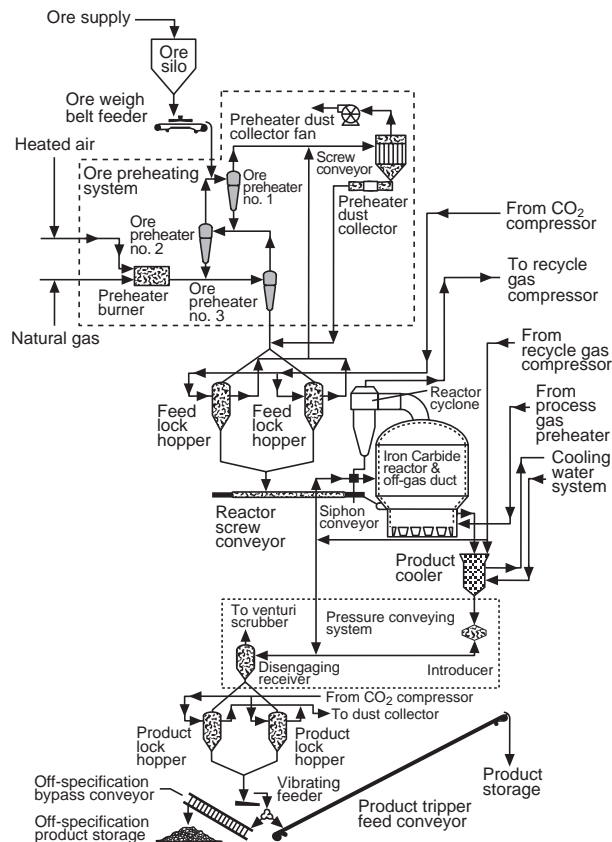 Ore supply
Ore
silo
Ore weigh
belt feeder
Heated air
Preheater dust
collector fan
Screw
conveyor
Ore preheating
system
Ore
preheater
no. 1
Preheater
dust
collector
Ore
preheater
no. 2
From CO2
compressor
To recycle
gas
compressor
Preheater
burner
Ore
preheater
no. 3
Natural gas
From
recycle gas
compressor
Reactor
cyclone
From
process
gas
preheater
Feed
lock
hopper
Feed
lock
hopper
Iron Carbide
reactor &
off-gas duct
Cooling
water
system
Reactor
screw
conveyor
Siphon
conveyor
Product
cooler
To venturi
scrubber
Pressure conveying
system
Disengaging
receiver
Introducer
From CO2 compressor
To dust collector
Product
lock
hopper
Product
lock
hopper
Product
storage
Off-specification
bypass conveyor
Vibrating
feeder
Product tripper
feed conveyor
Off-specification
product storage